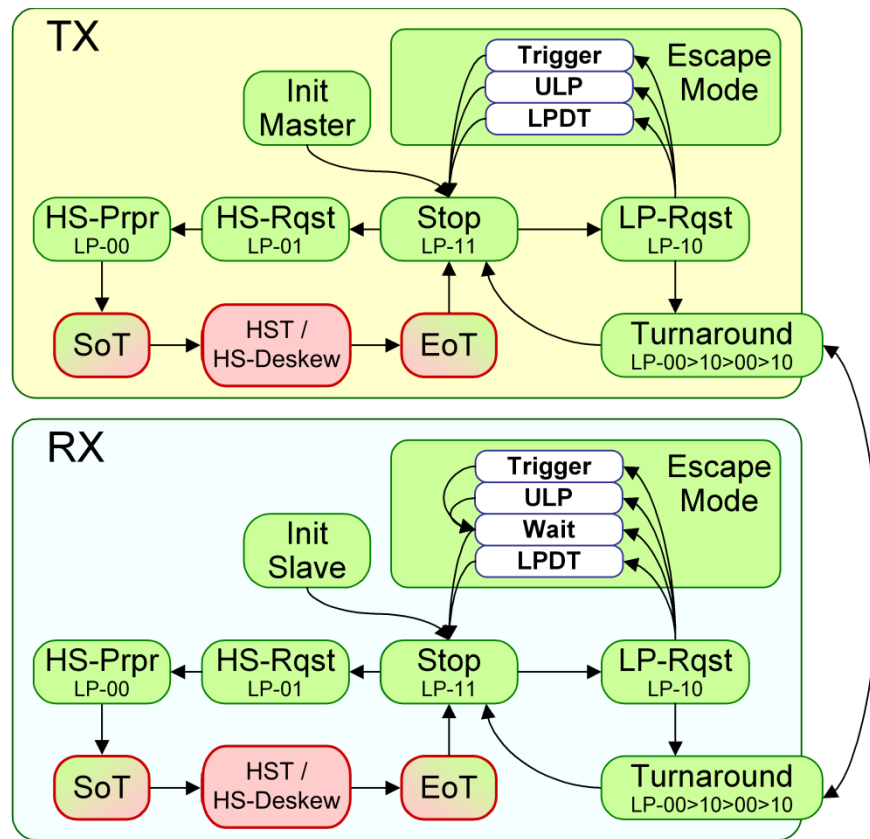 TX
Trigger
ULP
LPDT
Escape
Mode
Init
Master
HS-Prpr
LP-00
HS-Rqst
LP-01
Stop
LP-11
LP-Rqst
LP-10
SoT
HST /
HS-Deskew
EoT
Turnaround
LP-00>10>00>10
RX
Trigger
ULP
Wait
LPDT
Escape
Mode
Init
Slave
HS-Prpr
LP-00
HS-Rqst
LP-01
Stop
LP-11
LP-Rqst
LP-10
SoT
HST /
HS-Deskew
EoT
Turnaround
LP-00>10>00>10